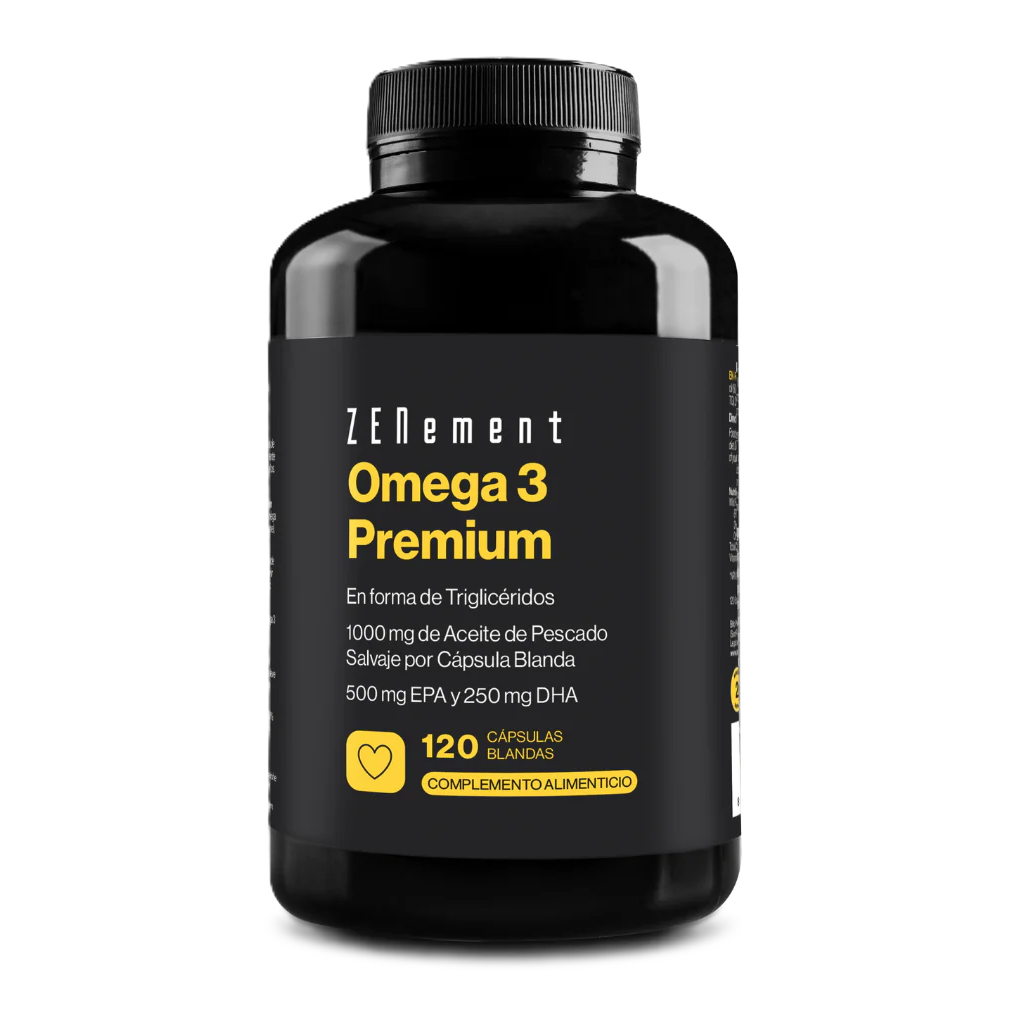 ZENement
Omega 3
Premium
En forma de Triglicéridos
1000 mg de Aceite de Pescado
Salvaje por Cápsula Blanda
500 mg EPA y 250 mg DHA
120 CÁPSULAS
BLANDAS
COMPLEMENTO ALIMENTICIO